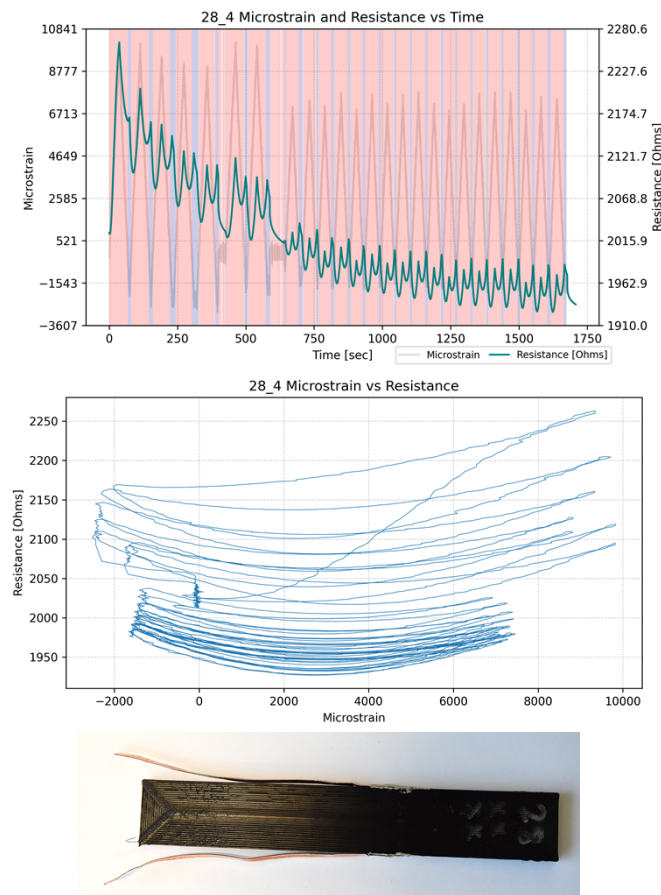 28_4 Microstrain and Resistance vs Time
10841
8777
6713
4649
2585
521
−1543
−3607
Microstrain
2280.6
2227.6
2174.7
2121.7
2068.8
2015.9
1962.9
1910.0
Resistance [Ohms]
0 250 500 750 1000 1250 1500 1750
Time [sec]
Microstrain Resistance [Ohms]
28_4 Microstrain vs Resistance
2250
2200
2150
2100
2050
2000
1950
Resistance [Ohms]
−2000 0 2000 4000 6000 8000 10000
Microstrain
28